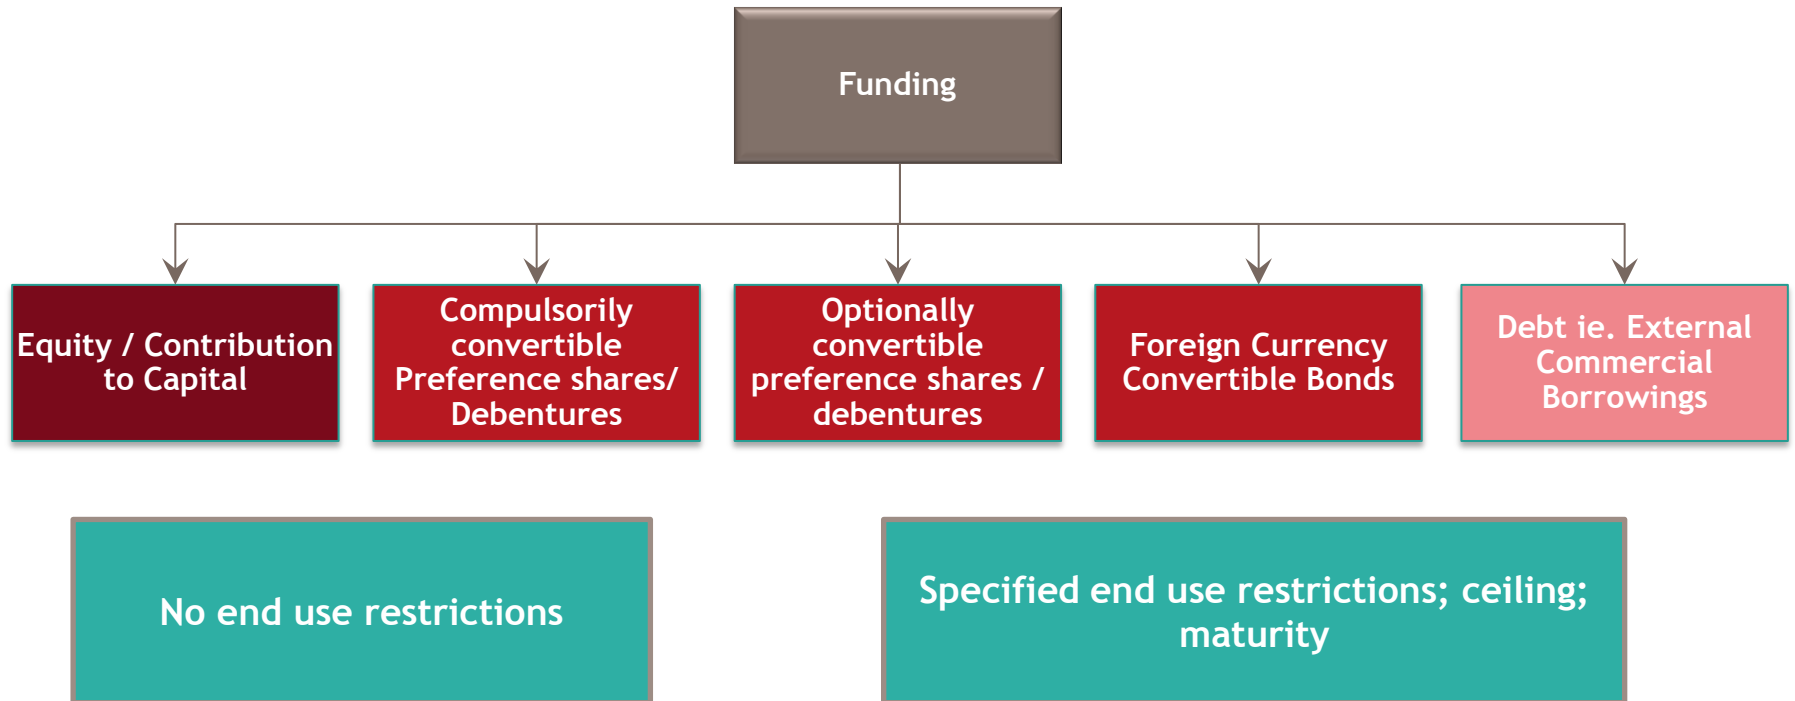 Funding
Equity / Contribution
to Capital
Compulsorily
convertible
Preference shares/
Debentures
Optionally
convertible
preference shares /
debentures
Foreign Currency
Convertible Bonds
Debt ie. External
Commercial
Borrowings
No end use restrictions
Specified end use restrictions; ceiling;
maturity